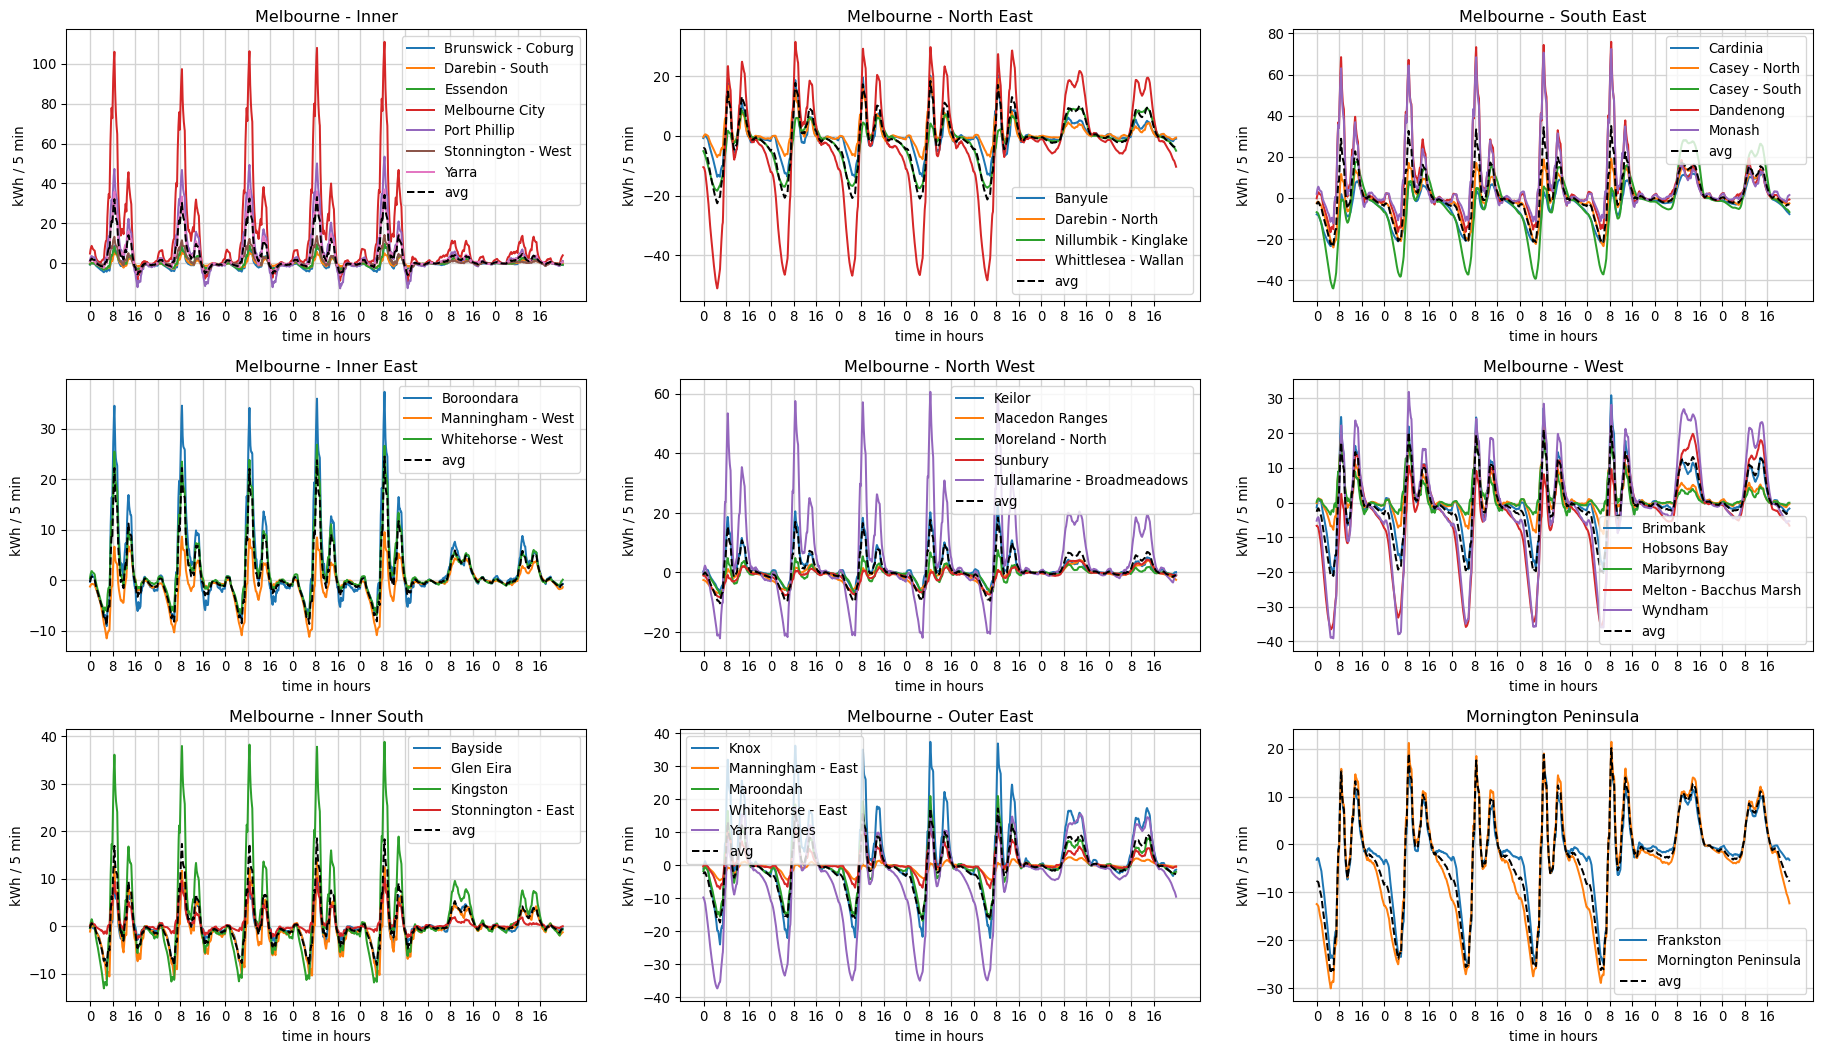 Melbourne - Inner
kWh / 5 min
100
80
60
40
20
0
Brunswick - Coburg
Darebin - South
Essendon
Melbourne City
Port Phillip
Stonnington - West
Yarra
avg
0 8 16 0 8 16 0 8 16 0 8 16 0 8 16 0 8 16 0 8 16
time in hours
Melbourne - North East
kWh / 5 min
20
0
−20
−40
Banyule
Darebin - North
Nillumbik - Kinglake
Whittlesea - Wallan
avg
0 8 16 0 8 16 0 8 16 0 8 16 0 8 16 0 8 16 0 8 16
time in hours
Melbourne - South East
kWh / 5 min
80
60
40
20
0
−20
−40
Cardinia
Casey - North
Casey - South
Dandenong
Monash
avg
0 8 16 0 8 16 0 8 16 0 8 16 0 8 16 0 8 16 0 8 16
time in hours
Melbourne - Inner East
kWh / 5 min
30
20
10
0
−10
Boroondara
Manningham - West
Whitehorse - West
avg
0 8 16 0 8 16 0 8 16 0 8 16 0 8 16 0 8 16 0 8 16
time in hours
Melbourne - North West
kWh / 5 min
60
40
20
0
−20
Keilor
Macedon Ranges
Moreland - North
Sunbury
Tullamarine - Broadmeadows
avg
0 8 16 0 8 16 0 8 16 0 8 16 0 8 16 0 8 16 0 8 16
time in hours
Melbourne - West
kWh / 5 min
30
20
10
0
−10
−20
−30
−40
Brimbank
Hobsons Bay
Maribyrnong
Melton - Bacchus Marsh
Wyndham
avg
0 8 16 0 8 16 0 8 16 0 8 16 0 8 16 0 8 16 0 8 16
time in hours
Melbourne - Inner South
kWh / 5 min
40
30
20
10
0
−10
Bayside
Glen Eira
Kingston
Stonnington - East
avg
0 8 16 0 8 16 0 8 16 0 8 16 0 8 16 0 8 16 0 8 16
time in hours
Melbourne - Outer East
kWh / 5 min
40
30
20
10
0
−10
−20
−30
−40
Knox
Manningham - East
Maroondah
Whitehorse - East
Yarra Ranges
avg
0 8 16 0 8 16 0 8 16 0 8 16 0 8 16 0 8 16 0 8 16
time in hours
Mornington Peninsula
kWh / 5 min
20
10
0
−10
−20
−30
Frankston
Mornington Peninsula
avg
0 8 16 0 8 16 0 8 16 0 8 16 0 8 16 0 8 16 0 8 16
time in hours